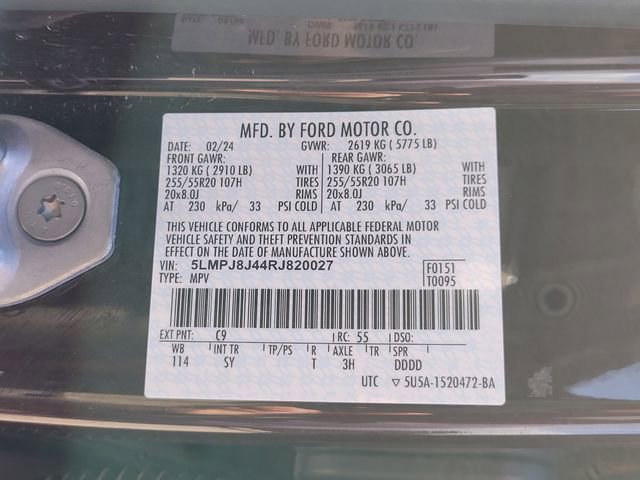 MFD. BY FORD MOTOR CO.
DATE: 02/24 GVWR: 2619 KG ( 5775 LB)
FRONT GAWR: REAR GAWR:
1320 KG ( 2910 LB) WITH 1390 KG ( 3065 LB) WITH
255/55R20 107H TIRES 255/55R20 107H TIRES
20x8.0J RIMS 20x8.0J RIMS
AT 230 kPa/ 33 PSI COLD AT 230 kPa/ 33 PSI COLD
THIS VEHICLE CONFORMS TO ALL APPLICABLE FEDERAL MOTOR
VEHICLE SAFETY AND THEFT PREVENTION STANDARDS IN
EFFECT ON THE DATE OF MANUFACTURE SHOWN ABOVE.
VIN: 5LMPJ8J44RJ820027 F0151
TYPE: MPV T0095
EXT PNT: C9 RC: 55 DSO:
WB INT TR TP/PS R AXLE TR SPR
114 SY T 3H DDDD
UTC ▽ 5U5A-1520472-BA